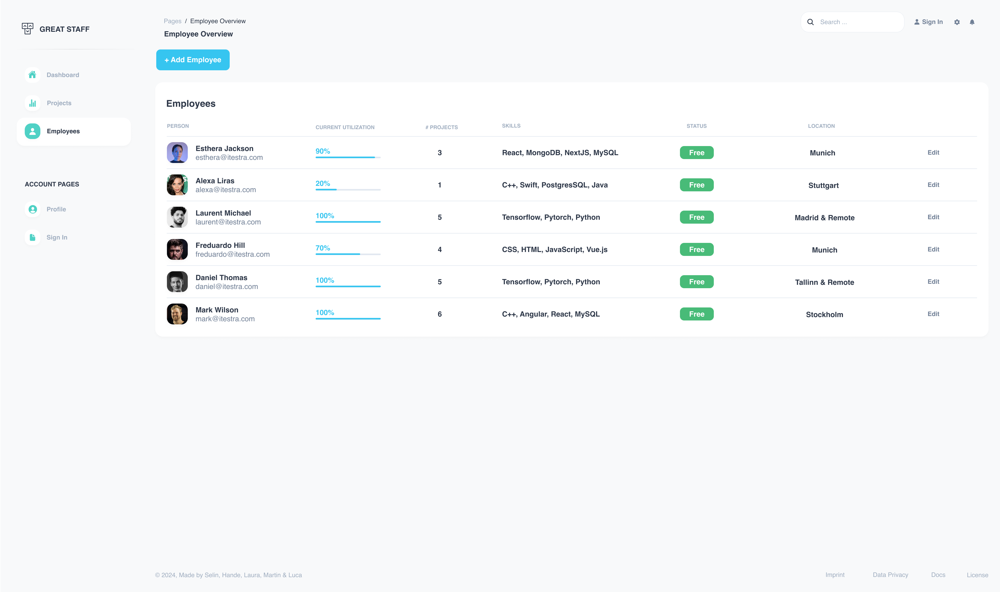 GREAT STAFF
Pages / Employee Overview
Employee Overview
Search ...
Sign In
+ Add Employee
Dashboard
Projects
Employees
ACCOUNT PAGES
Profile
Sign In
Employees
PERSON CURRENT UTILIZATION # PROJECTS SKILLS STATUS LOCATION
Esthera Jackson
esthera@itestra.com
90% 3 React, MongoDB, NextJS, MySQL Free Munich Edit
Alexa Liras
alexa@itestra.com
20% 1 C++, Swift, PostgresSQL, Java Free Stuttgart Edit
Laurent Michael
laurent@itestra.com
100% 5 Tensorflow, Pytorch, Python Free Madrid & Remote Edit
Freduardo Hill
freduardo@itestra.com
70% 4 CSS, HTML, JavaScript, Vue.js Free Munich Edit
Daniel Thomas
daniel@itestra.com
100% 5 Tensorflow, Pytorch, Python Free Tallinn & Remote Edit
Mark Wilson
mark@itestra.com
100% 6 C++, Angular, React, MySQL Free Stockholm Edit
© 2024, Made by Selin, Hande, Laura, Martin & Luca
Imprint Data Privacy Docs License